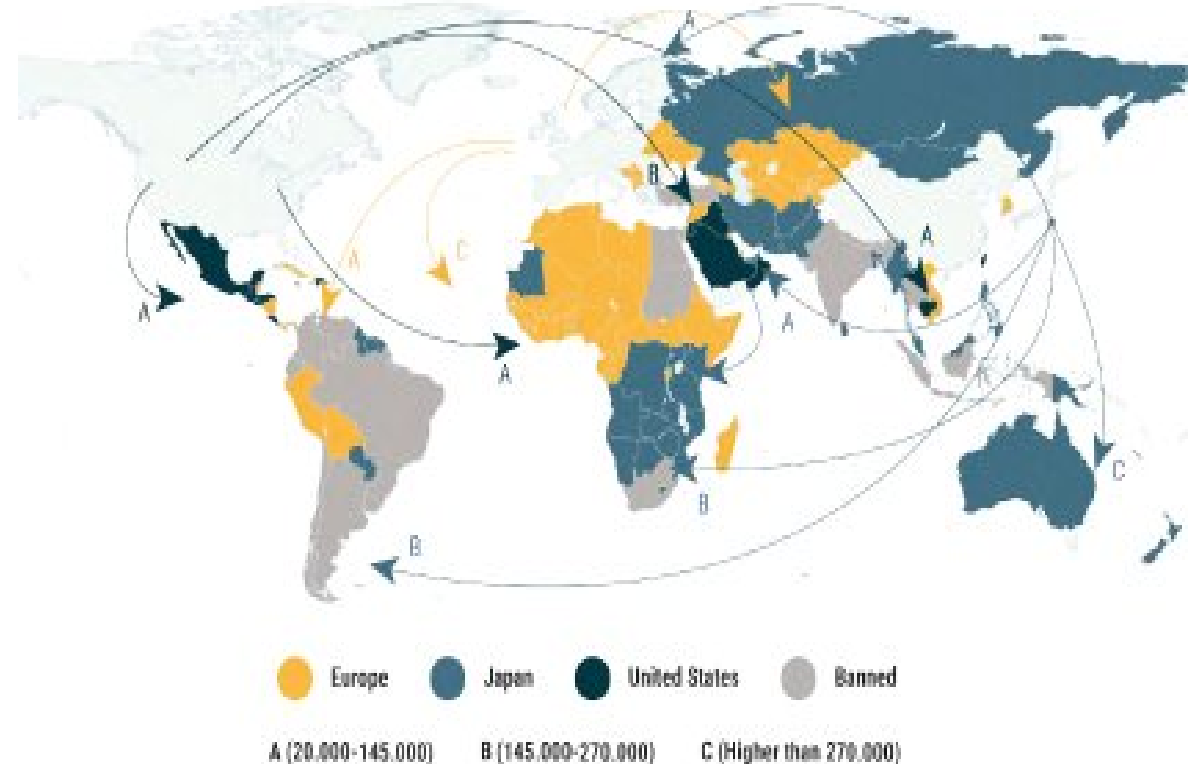 A
B
A
C
A
A
A
A
B
C
B
Europe Japan United States Banned
A (20.000-145.000) B (145.000-270.000) C (Higher than 270.000)